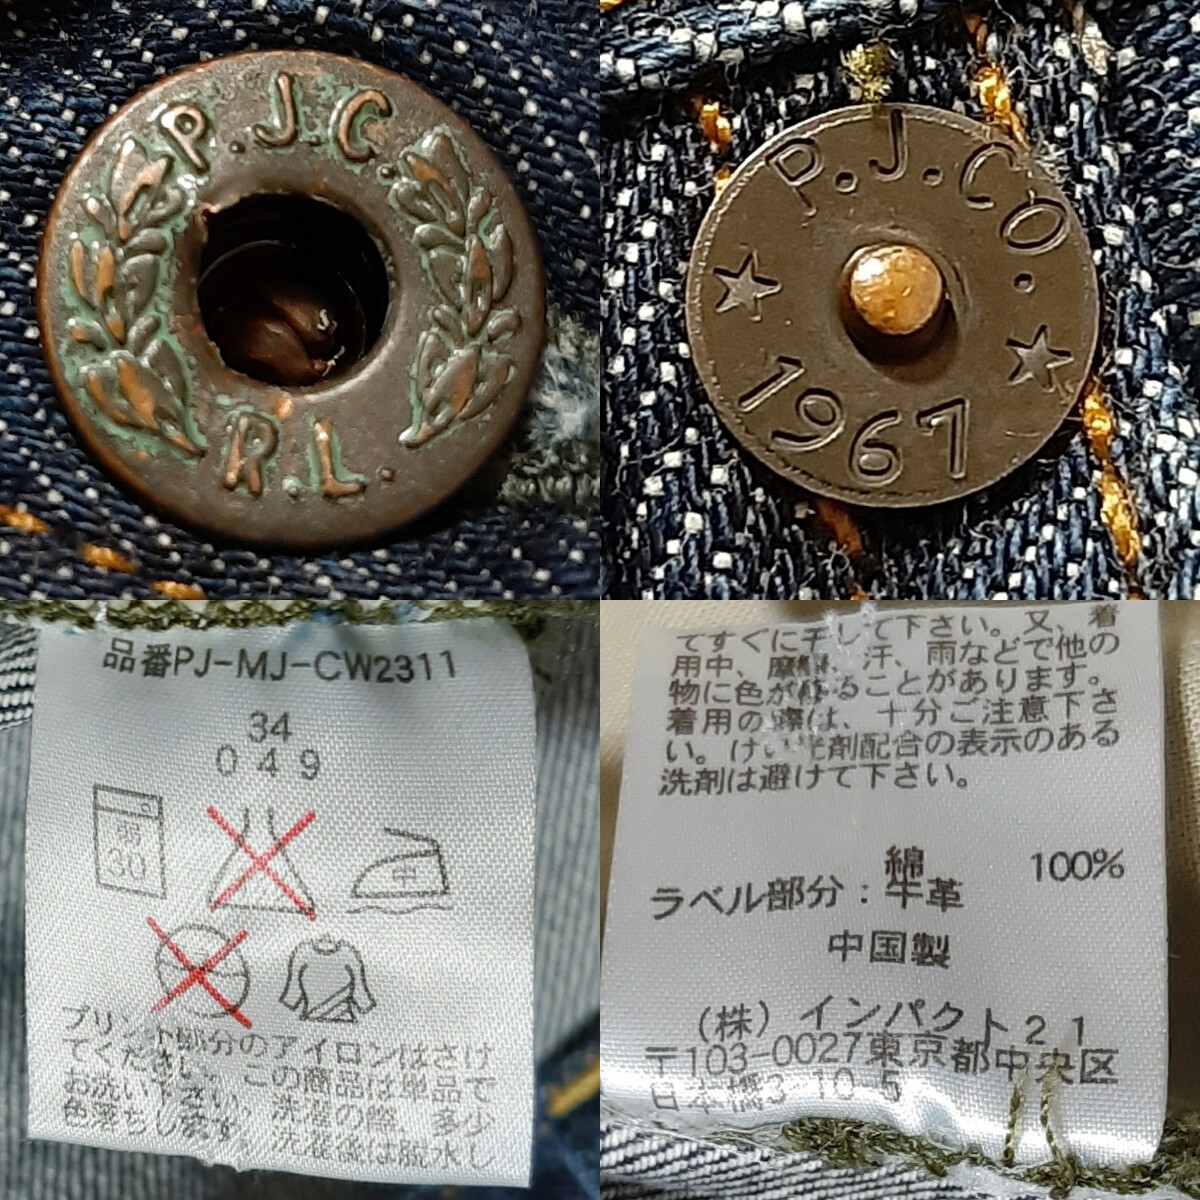 P.J.C.
R.L.
P.J.CO.
1967
品番PJ-MJ-CW2311
34
0 4 9
弱
30
中
プリント部分のアイロンはさけ
てください。この商品は単品で
お洗い下さい。洗濯の際、多少
色落ちします。洗濯後は脱水し
てすぐに干して下さい。又、着
用中、摩擦、汗、雨などで他の
物に色が移ることがあります。
着用の際は、十分ご注意下さ
い。けい光剤配合の表示のある
洗剤は避けて下さい。
綿 100%
ラベル部分:牛革
中国製
(株) インパクト21
〒103-0027東京都中央区
日本橋3-10-5